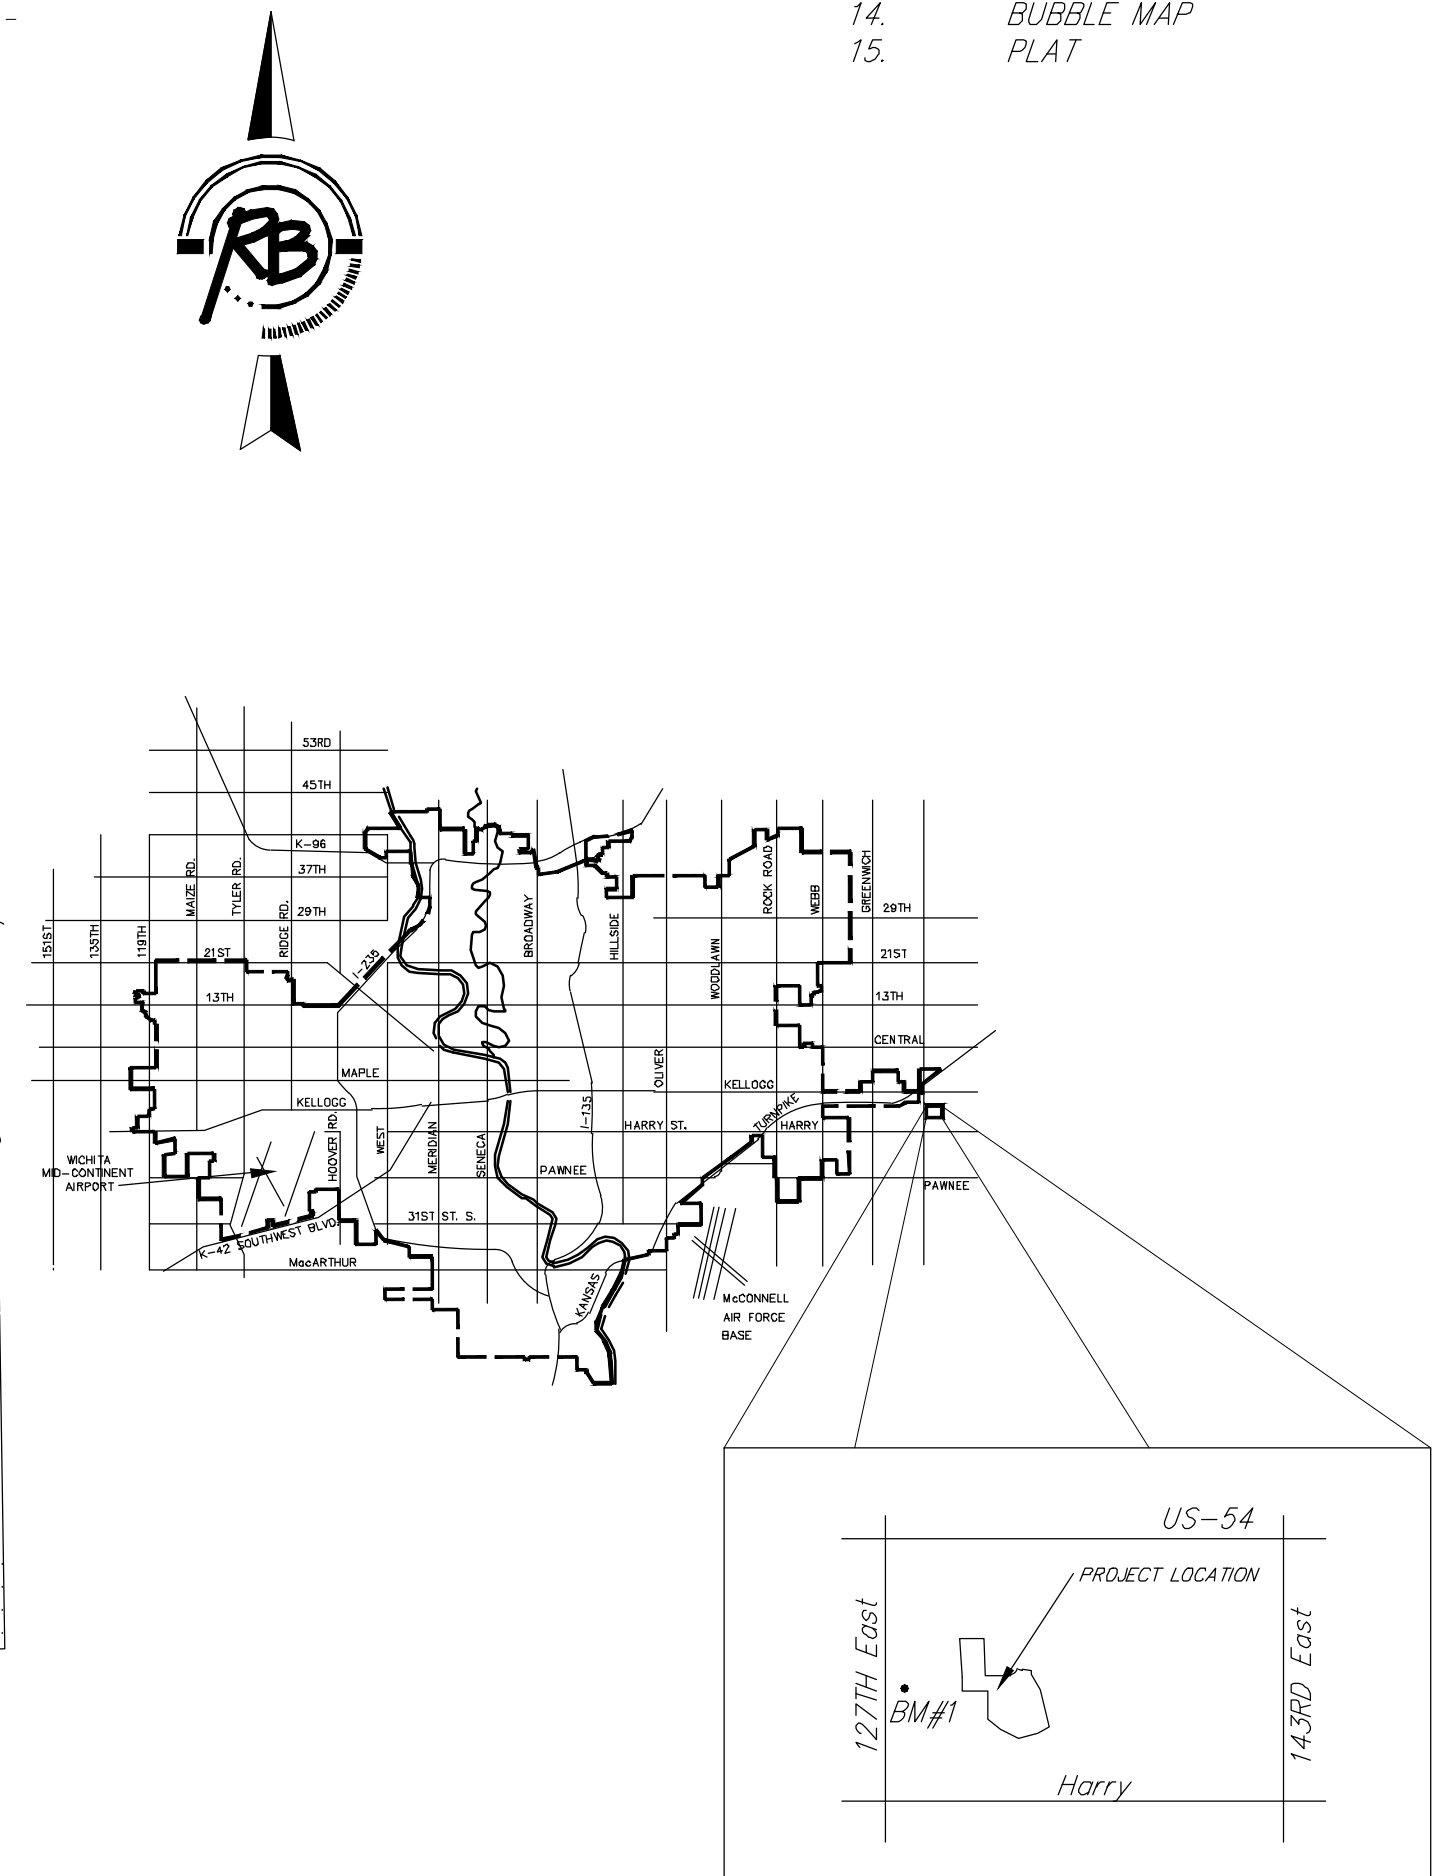 14. BUBBLE MAP
15. PLAT
RB
53RD
45TH
K-96
37TH
29TH
MAIZE RD.
TYLER RD.
RIDGE RD.
151ST
135TH
119TH
21ST
13TH
I-235
BROADWAY
HILLSIDE
WOODLAWN
ROCK ROAD
WEBB
GREENWICH
29TH
21ST
13TH
CENTRAL
MAPLE
KELLOGG
OLIVER
KELLOGG
TURNPIKE
I-135
HARRY ST.
HARRY
HOOVER RD.
WEST
MERIDIAN
SENECA
PAWNEE
PAWNEE
WICHITA
MID-CONTINENT
AIRPORT
31ST ST. S.
K-42 SOUTHWEST BLVD.
MacARTHUR
KANSAS
McCONNELL
AIR FORCE
BASE
US-54
PROJECT LOCATION
127TH East
BM#1
143RD East
Harry